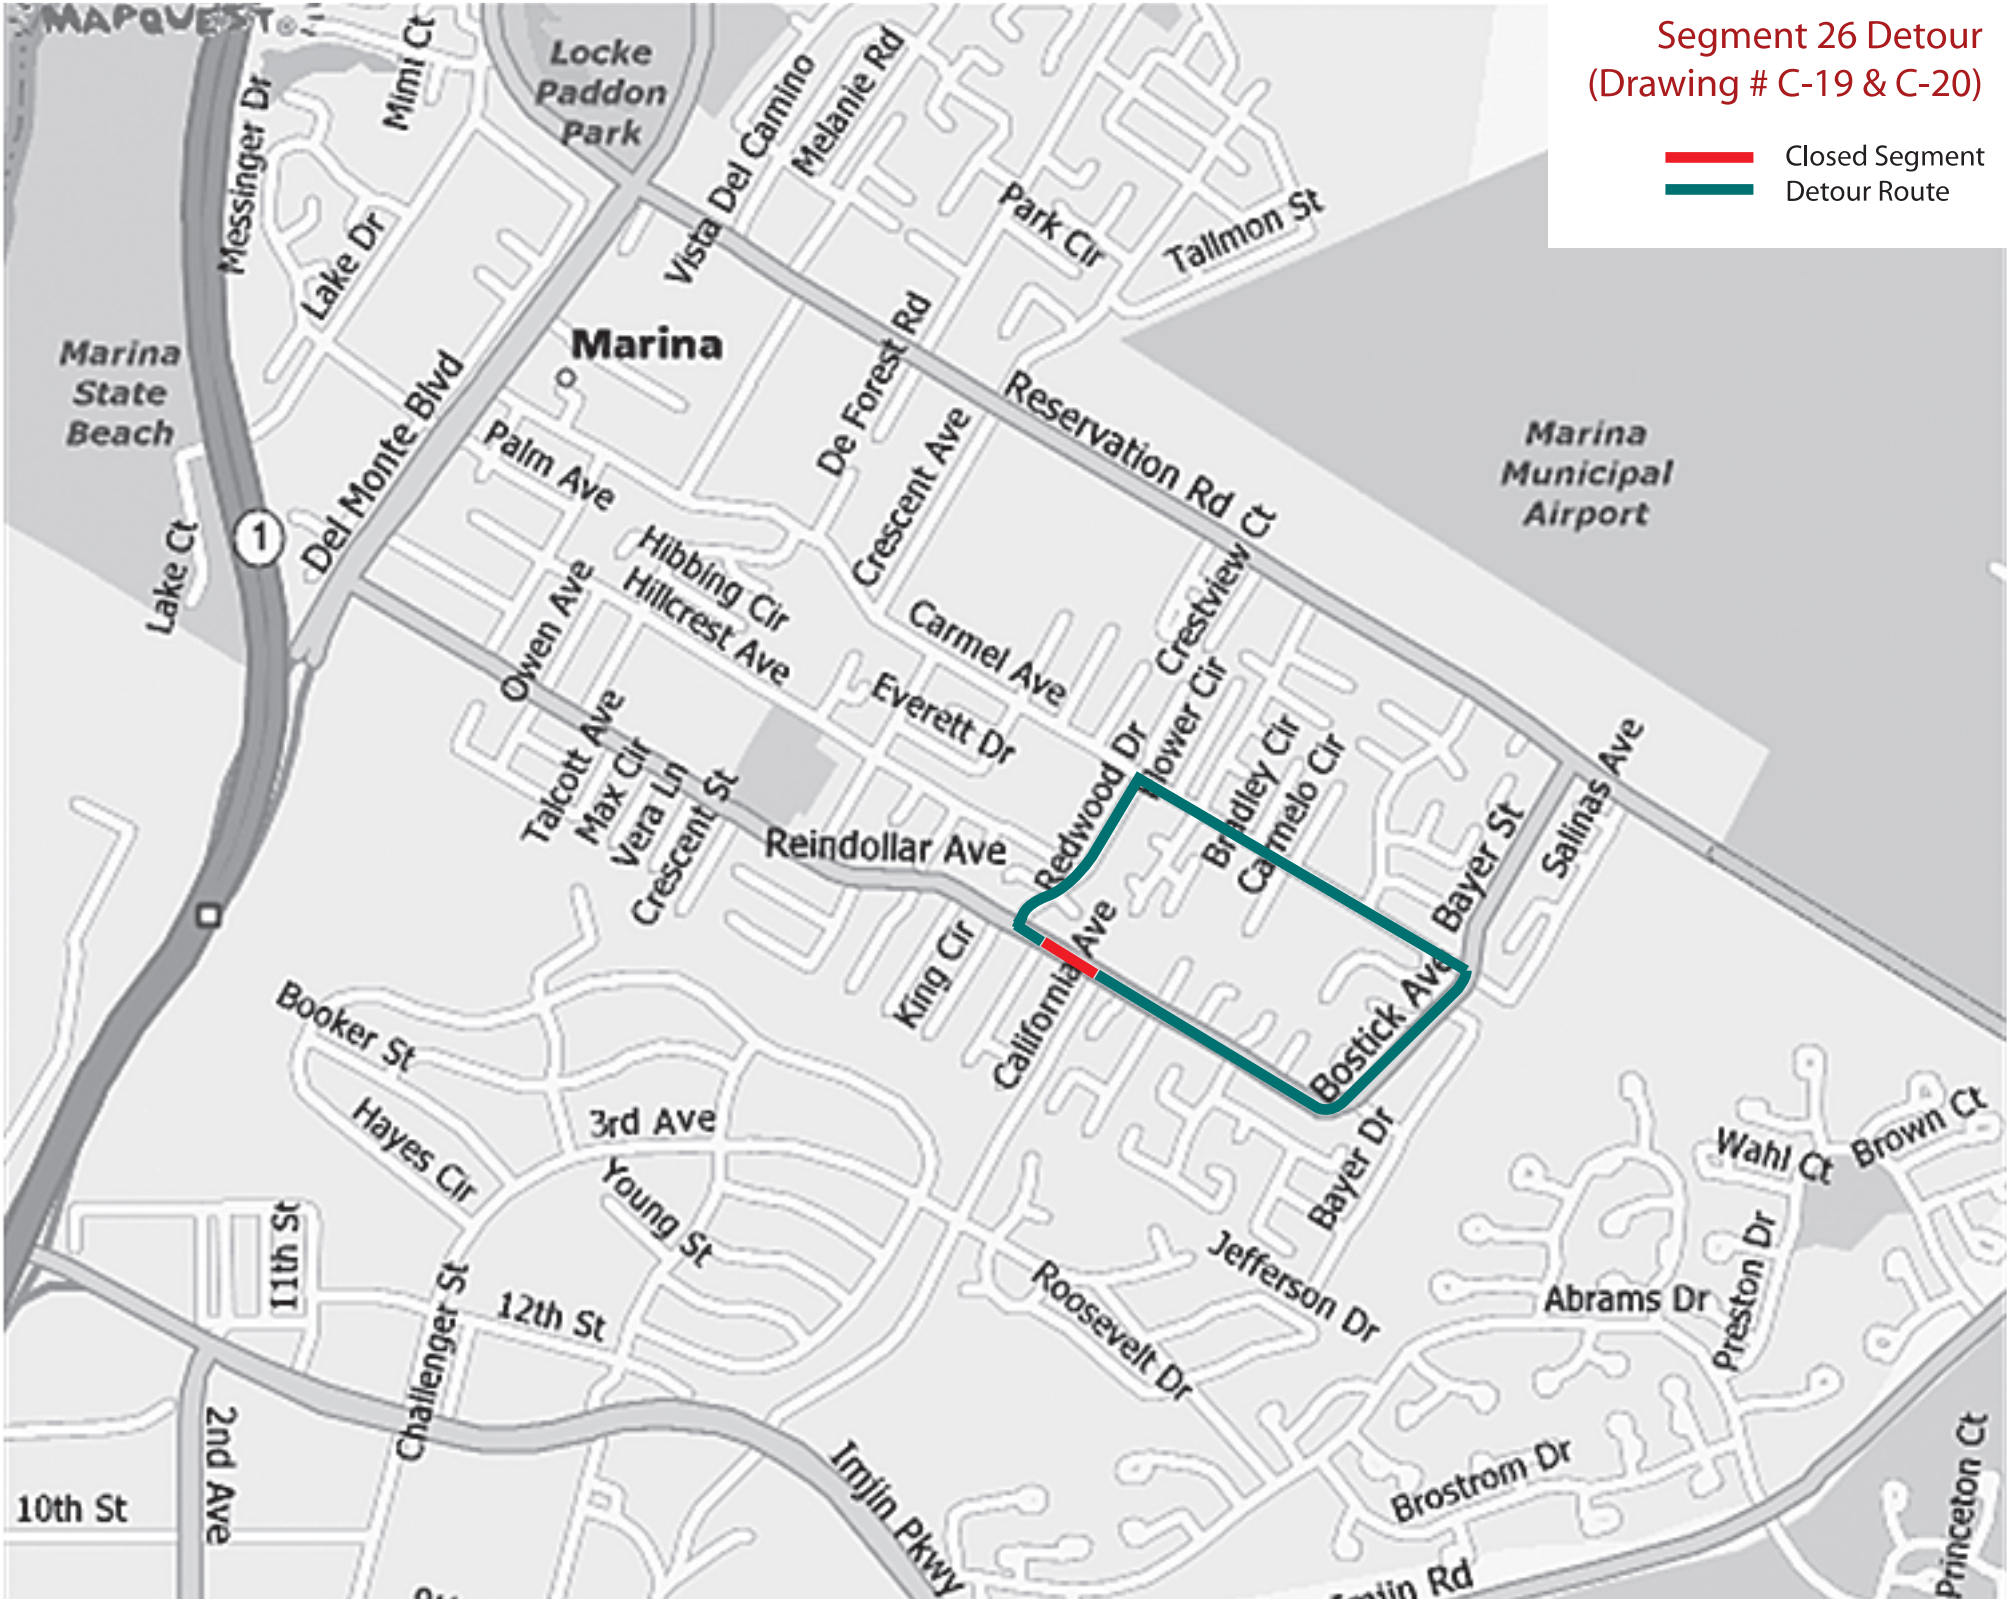 MAPQUEST®
Segment 26 Detour
(Drawing # C-19 & C-20)
Closed Segment
Detour Route
Locke
Paddon
Park
Mimi Ct
Messinger Dr
Lake Dr
Vista Del Camino
Melanie Rd
Park Cir
Tallmon St
Marina
State
Beach
Marina
Del Monte Blvd
De Forest Rd
Reservation Rd
Ct
Marina
Municipal
Airport
Palm Ave
Crescent Ave
1
Lake Ct
Hibbing Cir
Hillcrest Ave
Owen Ave
Carmel Ave
Crestview
Everett Dr
Flower Cir
Redwood Dr
Bradley Cir
Carmelo Cir
Talcott Ave
Max Cir
Vera Ln
Crescent St
Reindollar Ave
Bayer St
Salinas Ave
King Cir
California Ave
Bostick Ave
Booker St
Hayes Cir
3rd Ave
Young St
Bayer Dr
Wahl Ct
Brown Ct
11th St
12th St
Challenger St
Jefferson Dr
Roosevelt Dr
Abrams Dr
Preston Dr
2nd Ave
10th St
Imjin Pkwy
Brostrom Dr
Imjin Rd
Princeton Ct